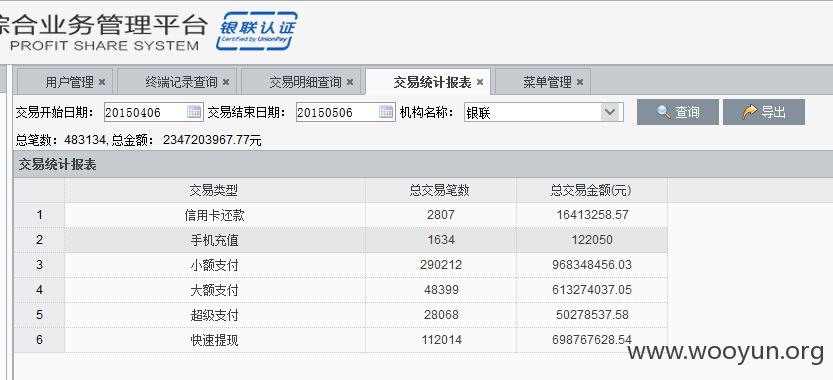 综合业务管理平台
PROFIT SHARE SYSTEM
银联认证
Certified by UnionPay
用户管理 × 终端记录查询 × 交易明细查询 × 交易统计报表 × 菜单管理 ×
交易开始日期: 20150406 交易结束日期: 20150506 机构名称: 银联 查询 导出
总笔数: 483134, 总金额: 2347203967.77元
交易统计报表
交易类型 总交易笔数 总交易金额(元)
1 信用卡还款 2807 16413258.57
2 手机充值 1634 122050
3 小额支付 290212 968348456.03
4 大额支付 48399 613274037.05
5 超级支付 28068 50278537.58
6 快速提现 112014 698767628.54
www.wooyun.org